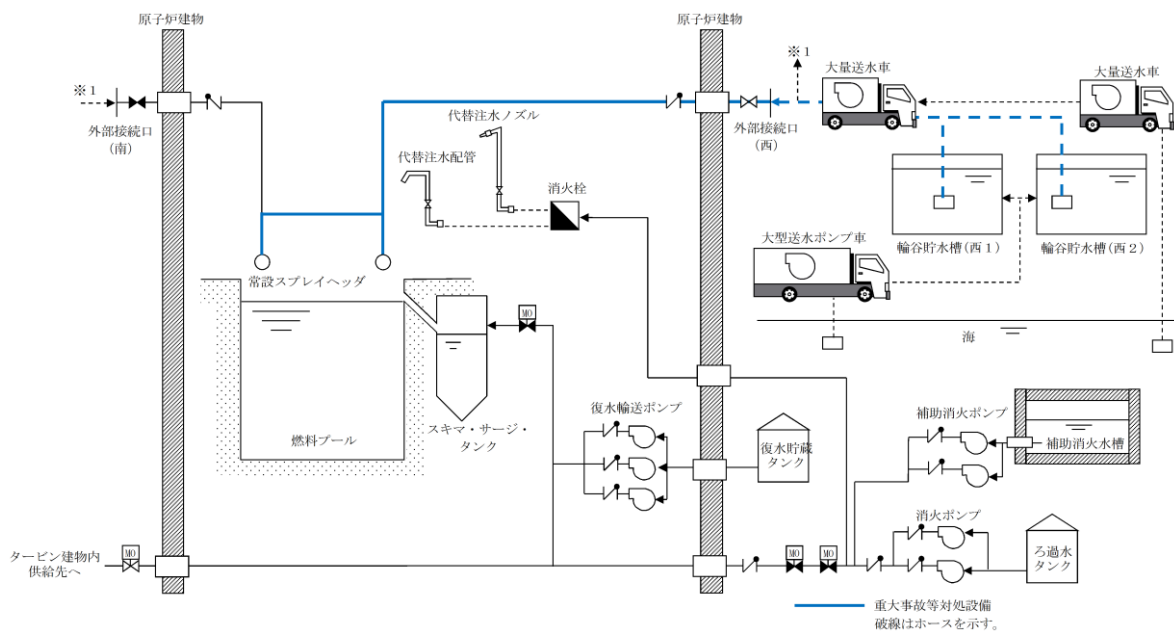 原子炉建物
原子炉建物
※1
大量送水車
大量送水車
※1
外部接続口
(南)
代替注水ノズル
外部接続口
(西)
代替注水配管
消火栓
輪谷貯水槽(西1)
輪谷貯水槽(西2)
大型送水ポンプ車
常設スプレイヘッダ
MO
海
燃料プール
スキマ・サージ・
タンク
復水輸送ポンプ
復水貯蔵
タンク
補助消火ポンプ
補助消火水槽
消火ポンプ
タービン建物内
供給先へ
MO
MO
MO
ろ過水
タンク
重大事故等対処設備
破線はホースを示す。